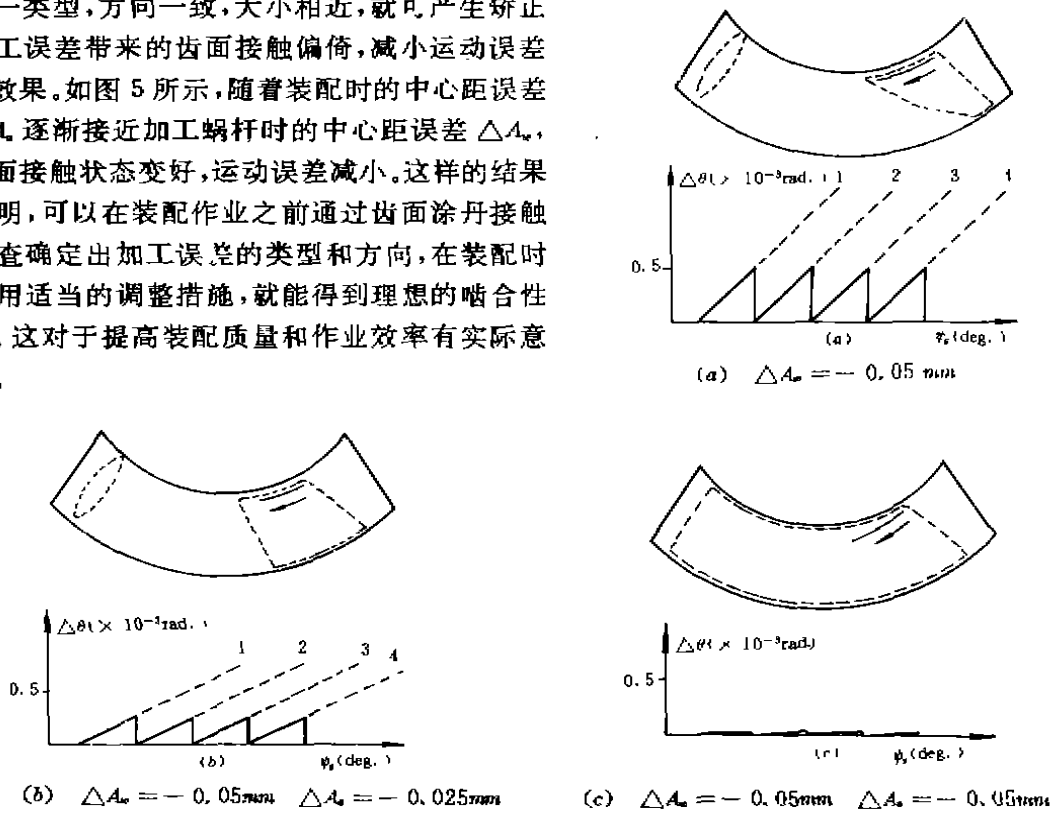 一类型,方向一致,大小相近,就可产生矫正
工误差带来的齿面接触偏倚,减小运动误差
效果。如图 5 所示,随着装配时的中心距误差
逐渐接近加工蜗杆时的中心距误差 △A_w,
面接触状态变好,运动误差减小。这样的结果
明,可以在装配作业之前通过齿面涂丹接触
查确定出加工误差的类型和方向,在装配时
用适当的调整措施,就能得到理想的啮合性
这对于提高装配质量和作业效率有实际意
△θ(× 10⁻³rad.) 1 2 3 4
0.5
(a) (deg.)
(a) △A_w = − 0.05 mm
△θ(× 10⁻³rad.)
1 2 3 4
0.5
(b) (deg.)
(b) △A_w = − 0.05mm △A_s = − 0.025mm
△θ(× 10⁻³rad)
0.5
(c) (deg.)
(c) △A_w = − 0.05mm △A_s = − 0.05mm